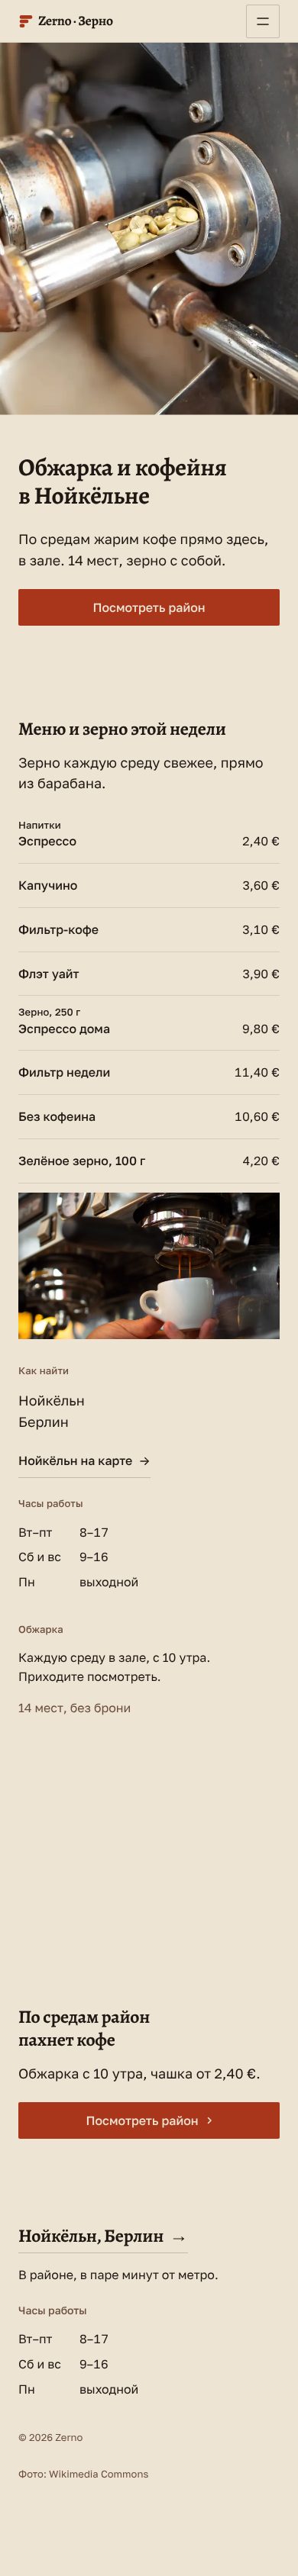 Zerno · Зерно
Обжарка и кофейня
в Нойкёльне
По средам жарим кофе прямо здесь,
в зале. 14 мест, зерно с собой.
Посмотреть район
Меню и зерно этой недели
Зерно каждую среду свежее, прямо
из барабана.
Напитки
Эспрессо 2,40 €
Капучино 3,60 €
Фильтр-кофе 3,10 €
Флэт уайт 3,90 €
Зерно, 250 г
Эспрессо дома 9,80 €
Фильтр недели 11,40 €
Без кофеина 10,60 €
Зелёное зерно, 100 г 4,20 €
Как найти
Нойкёльн
Берлин
Нойкёльн на карте →
Часы работы
Вт–пт 8–17
Сб и вс 9–16
Пн выходной
Обжарка
Каждую среду в зале, с 10 утра.
Приходите посмотреть.
14 мест, без брони
По средам район
пахнет кофе
Обжарка с 10 утра, чашка от 2,40 €.
Посмотреть район ›
Нойкёльн, Берлин →
В районе, в паре минут от метро.
Часы работы
Вт–пт 8–17
Сб и вс 9–16
Пн выходной
© 2026 Zerno
Фото: Wikimedia Commons